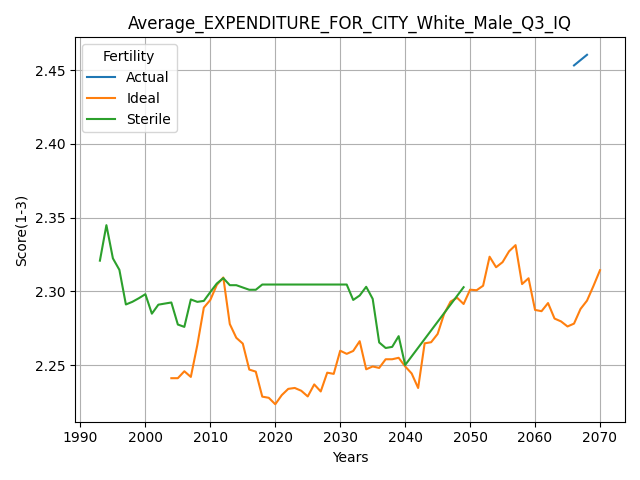 Average_EXPENDITURE_FOR_CITY_White_Male_Q3_IQ
Fertility
Actual
Ideal
Sterile
Score(1-3)
2.45
2.40
2.35
2.30
2.25
1990 2000 2010 2020 2030 2040 2050 2060 2070
Years